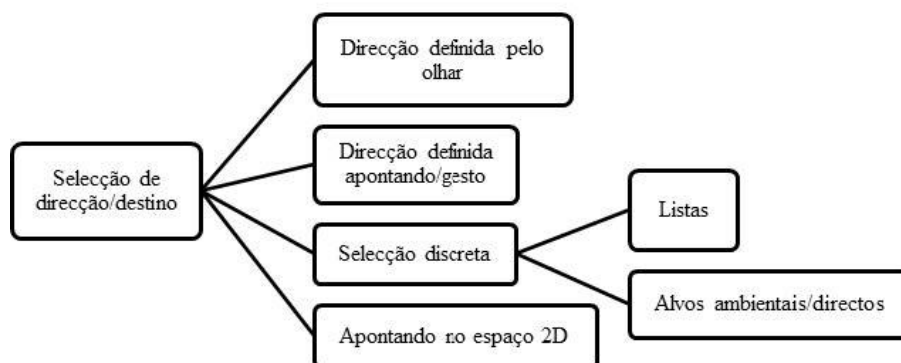 Direcção definida pelo
olhar
Direcção definida
apontando/gesto
Selecção de
direcção/destino
Listas
Selecção discreta
Alvos ambientais/directos
Apontando no espaço 2D